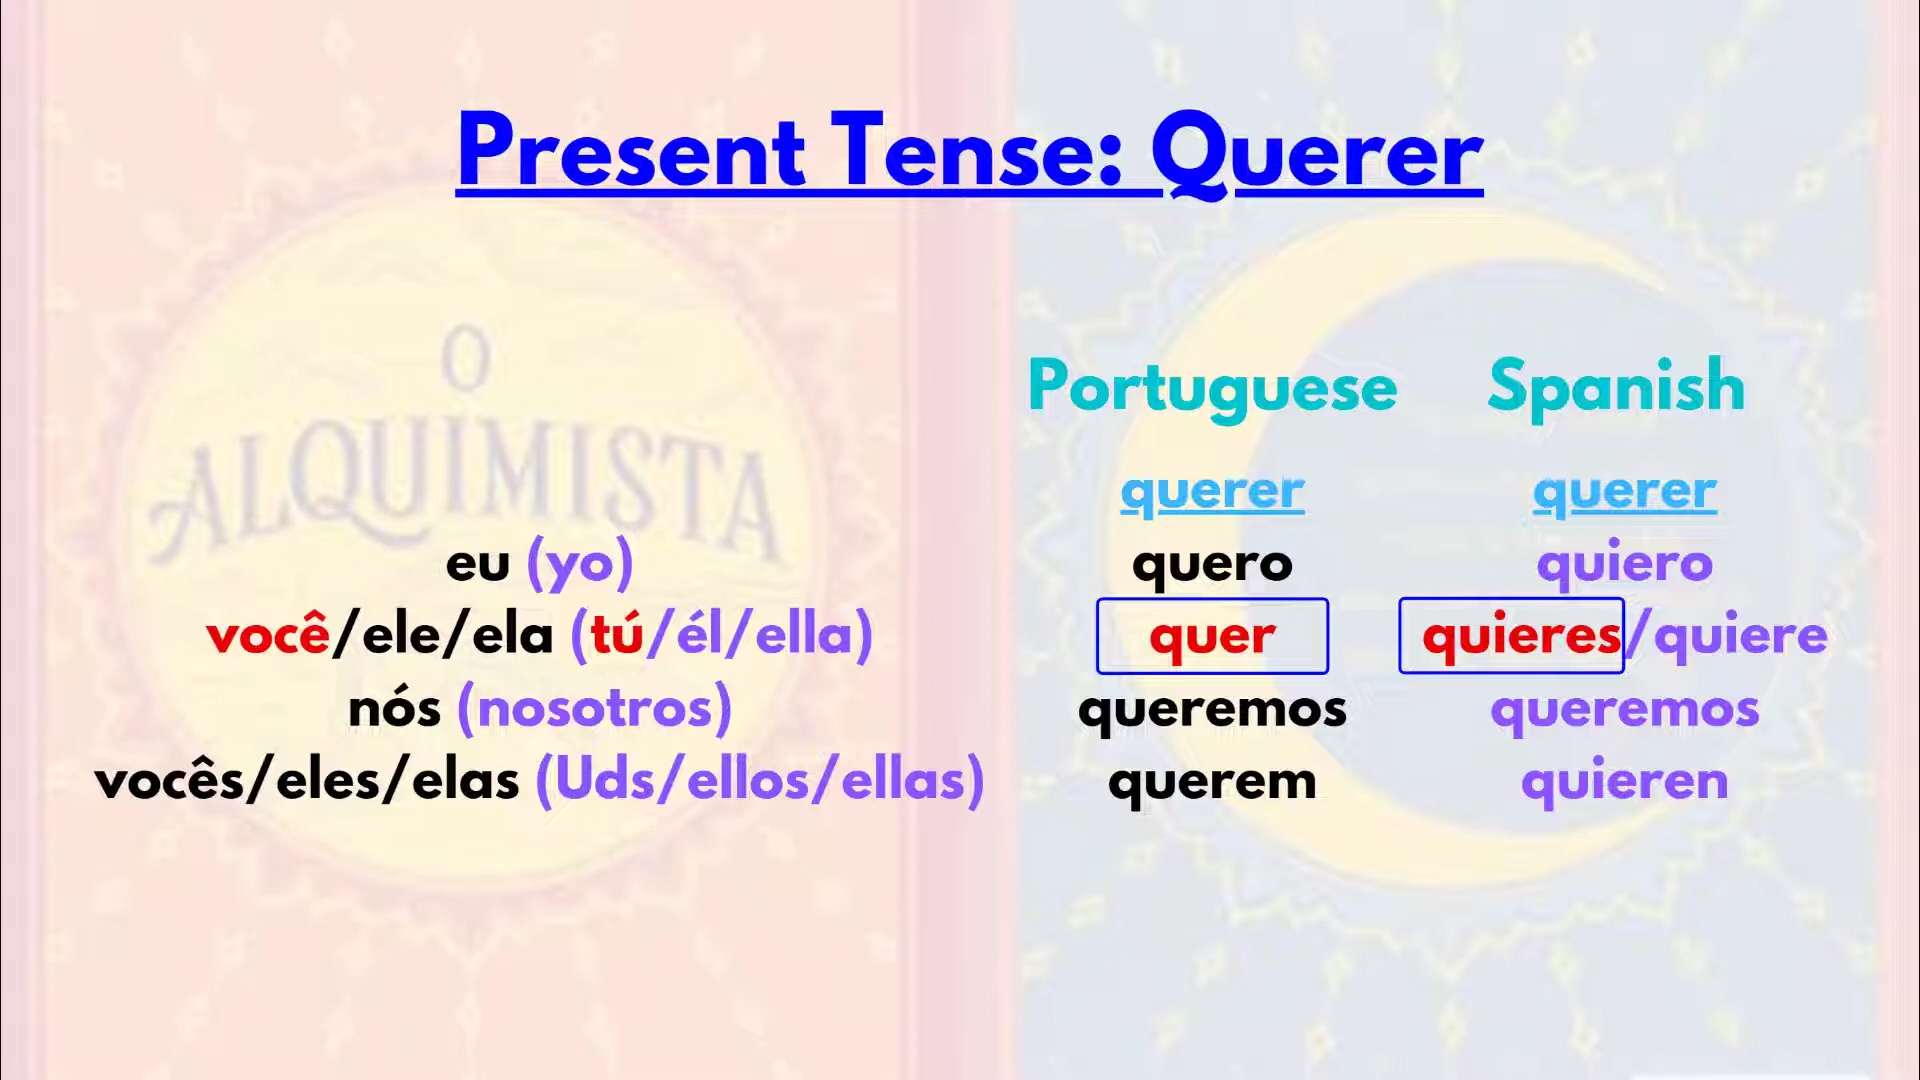 Present Tense: Querer
O
ALQUIMISTA
Portuguese Spanish
querer querer
eu (yo) quero quiero
você/ele/ela (tú/él/ella) quer quieres/quiere
nós (nosotros) queremos queremos
vocês/eles/elas (Uds/ellos/ellas) querem quieren